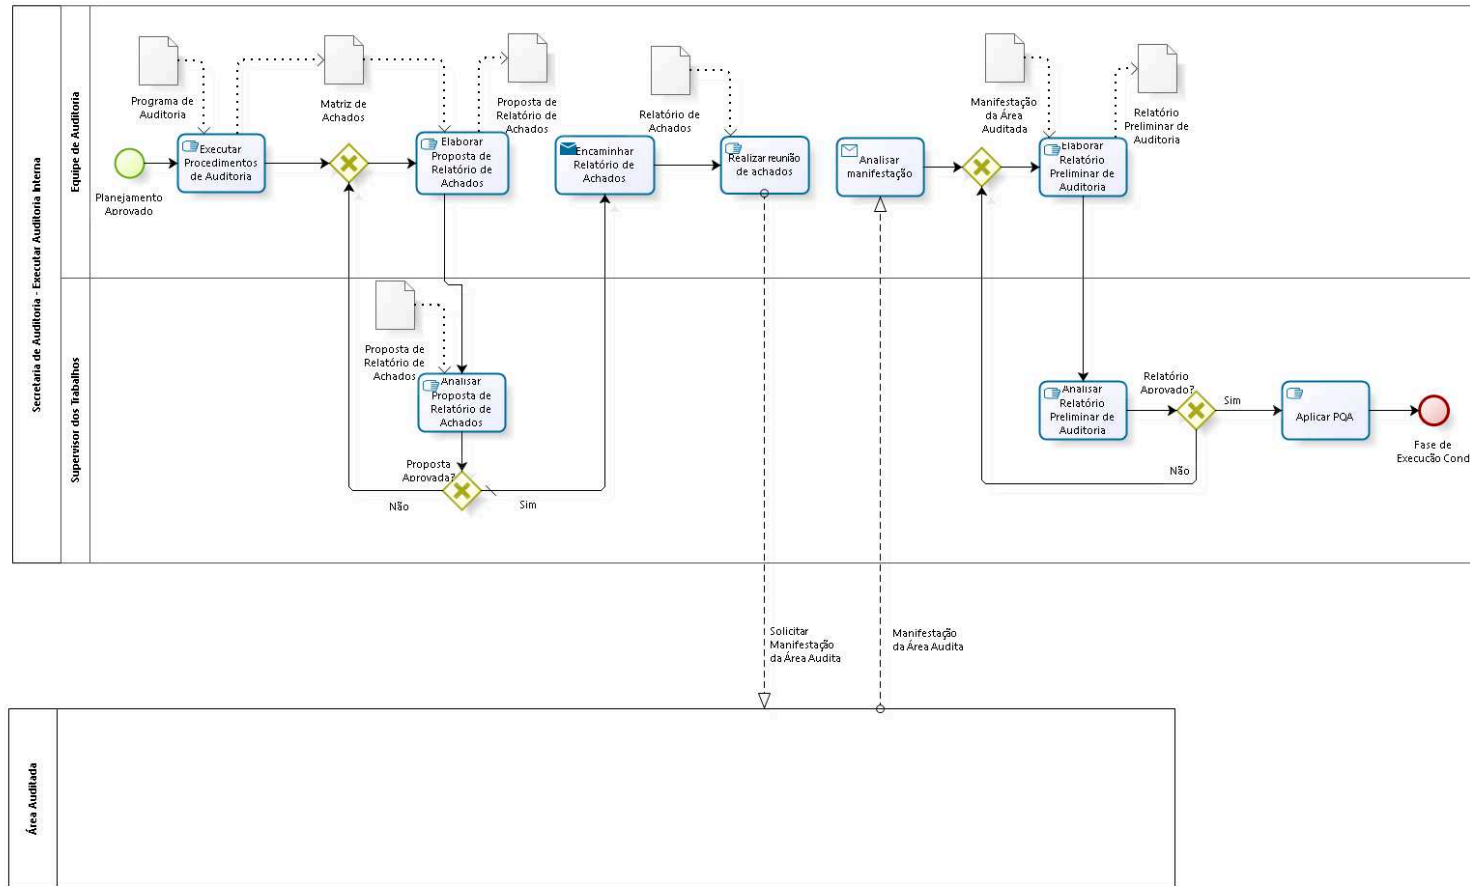 Secretaria de Auditoria - Executar Auditoria Interna
Equipe de Auditoria
Programa de
Auditoria
Matriz de
Achados
Proposta de
Relatório de
Achados
Relatório de
Achados
Manifestação
da Área
Auditada
Relatório
Preliminar de
Auditoria
Planejamento
Aprovado
Executar
Procedimentos
de Auditoria
Elaborar
Proposta de
Relatório de
Achados
Encaminhar
Relatório de
Achados
Realizar reunião
de achados
Analisar
manifestação
Elaborar
Relatório
Preliminar de
Auditoria
Supervisor dos Trabalhos
Proposta de
Relatório de
Achados
Analisar
Proposta de
Relatório de
Achados
Proposta
Aprovada?
Não
Sim
Analisar
Relatório
Preliminar de
Auditoria
Relatório
Aprovado?
Sim
Não
Aplicar PQA
Fase de
Execução Cond
Solicitar
Manifestação
da Área Audita
Manifestação
da Área Audita
Área Auditada